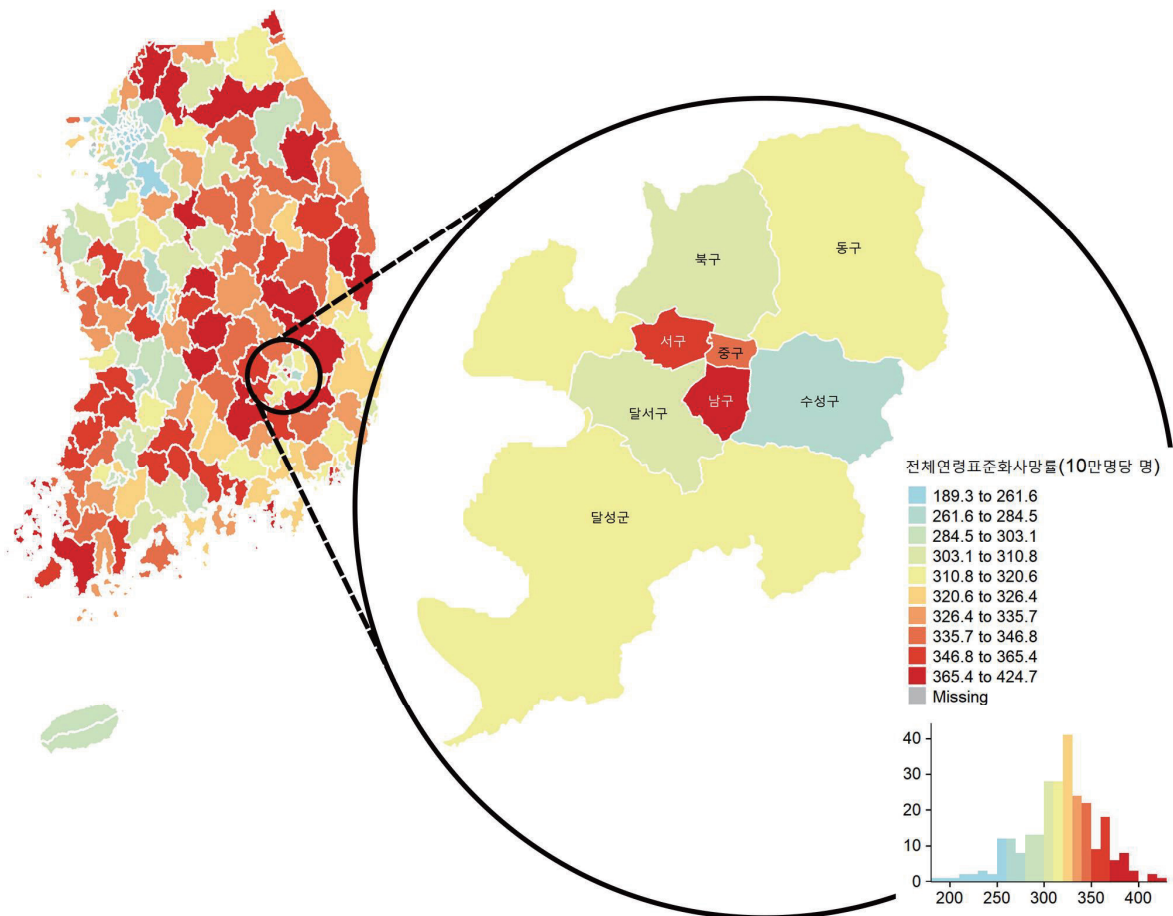 동구
북구
서구
중구
남구
수성구
달서구
달성군
전체연령표준화사망률(10만명당 명)
189.3 to 261.6
261.6 to 284.5
284.5 to 303.1
303.1 to 310.8
310.8 to 320.6
320.6 to 326.4
326.4 to 335.7
335.7 to 346.8
346.8 to 365.4
365.4 to 424.7
Missing
40
30
20
10
0
200 250 300 350 400